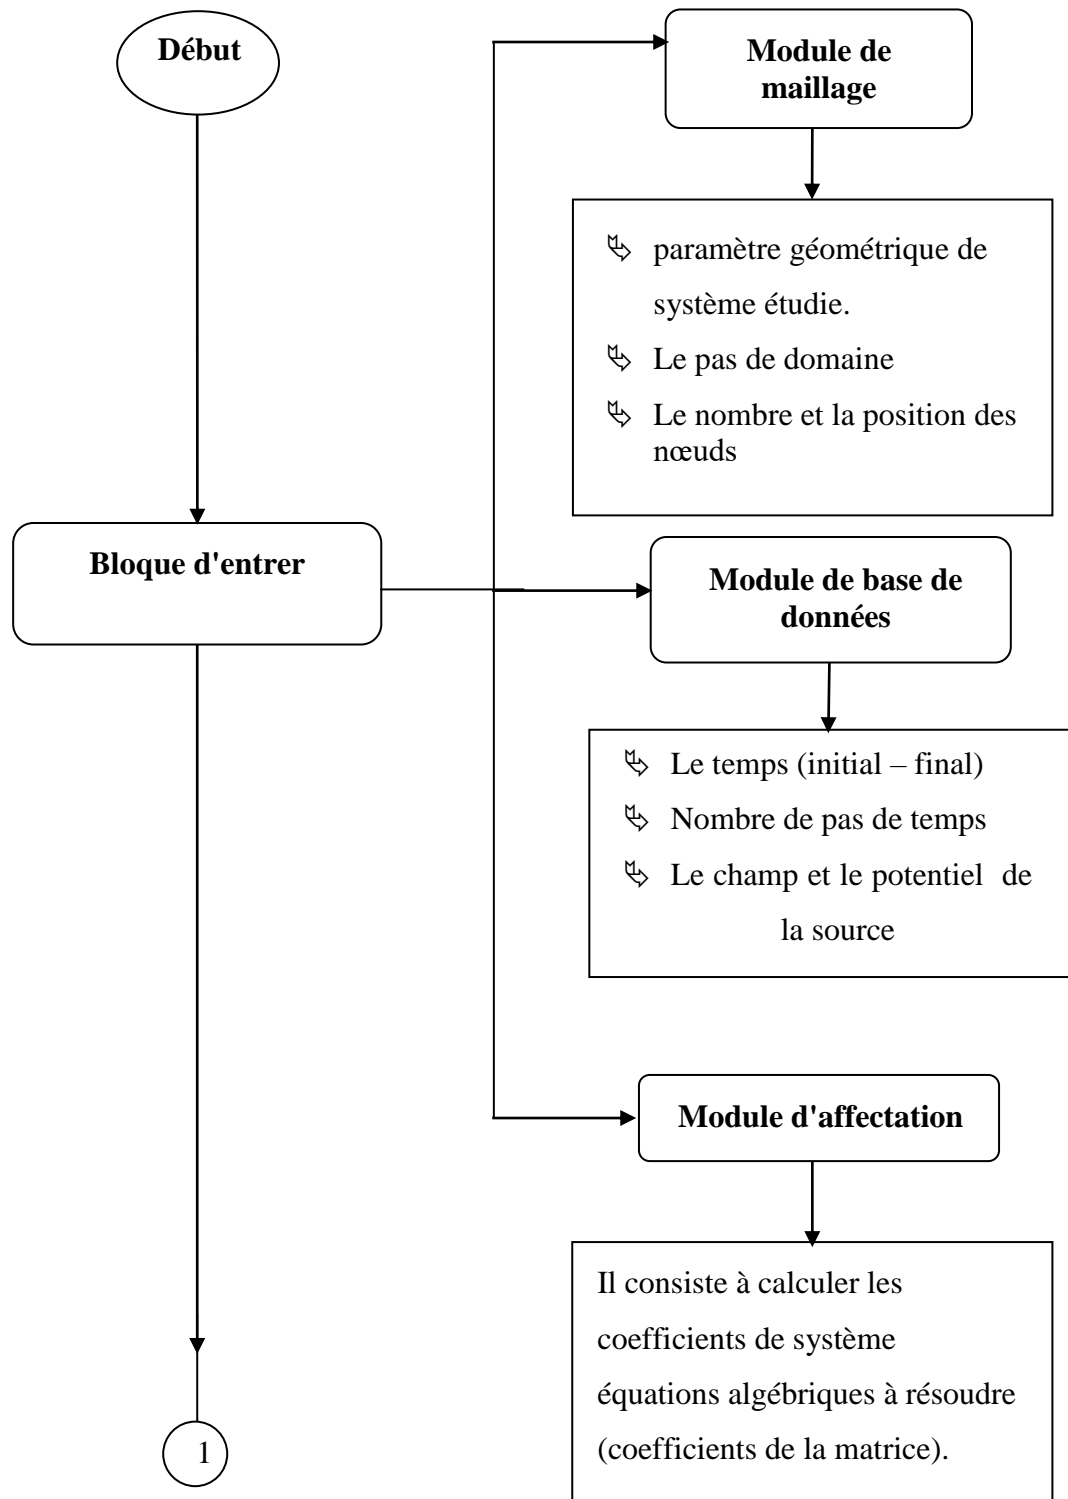 Début
Module de
maillage
paramètre géométrique de
système étudie.
Le pas de domaine
Le nombre et la position des
nœuds
Bloque d'entrer
Module de base de
données
Le temps (initial – final)
Nombre de pas de temps
Le champ et le potentiel de
la source
Module d'affectation
Il consiste à calculer les
coefficients de système
équations algébriques à résoudre
(coefficients de la matrice).
1